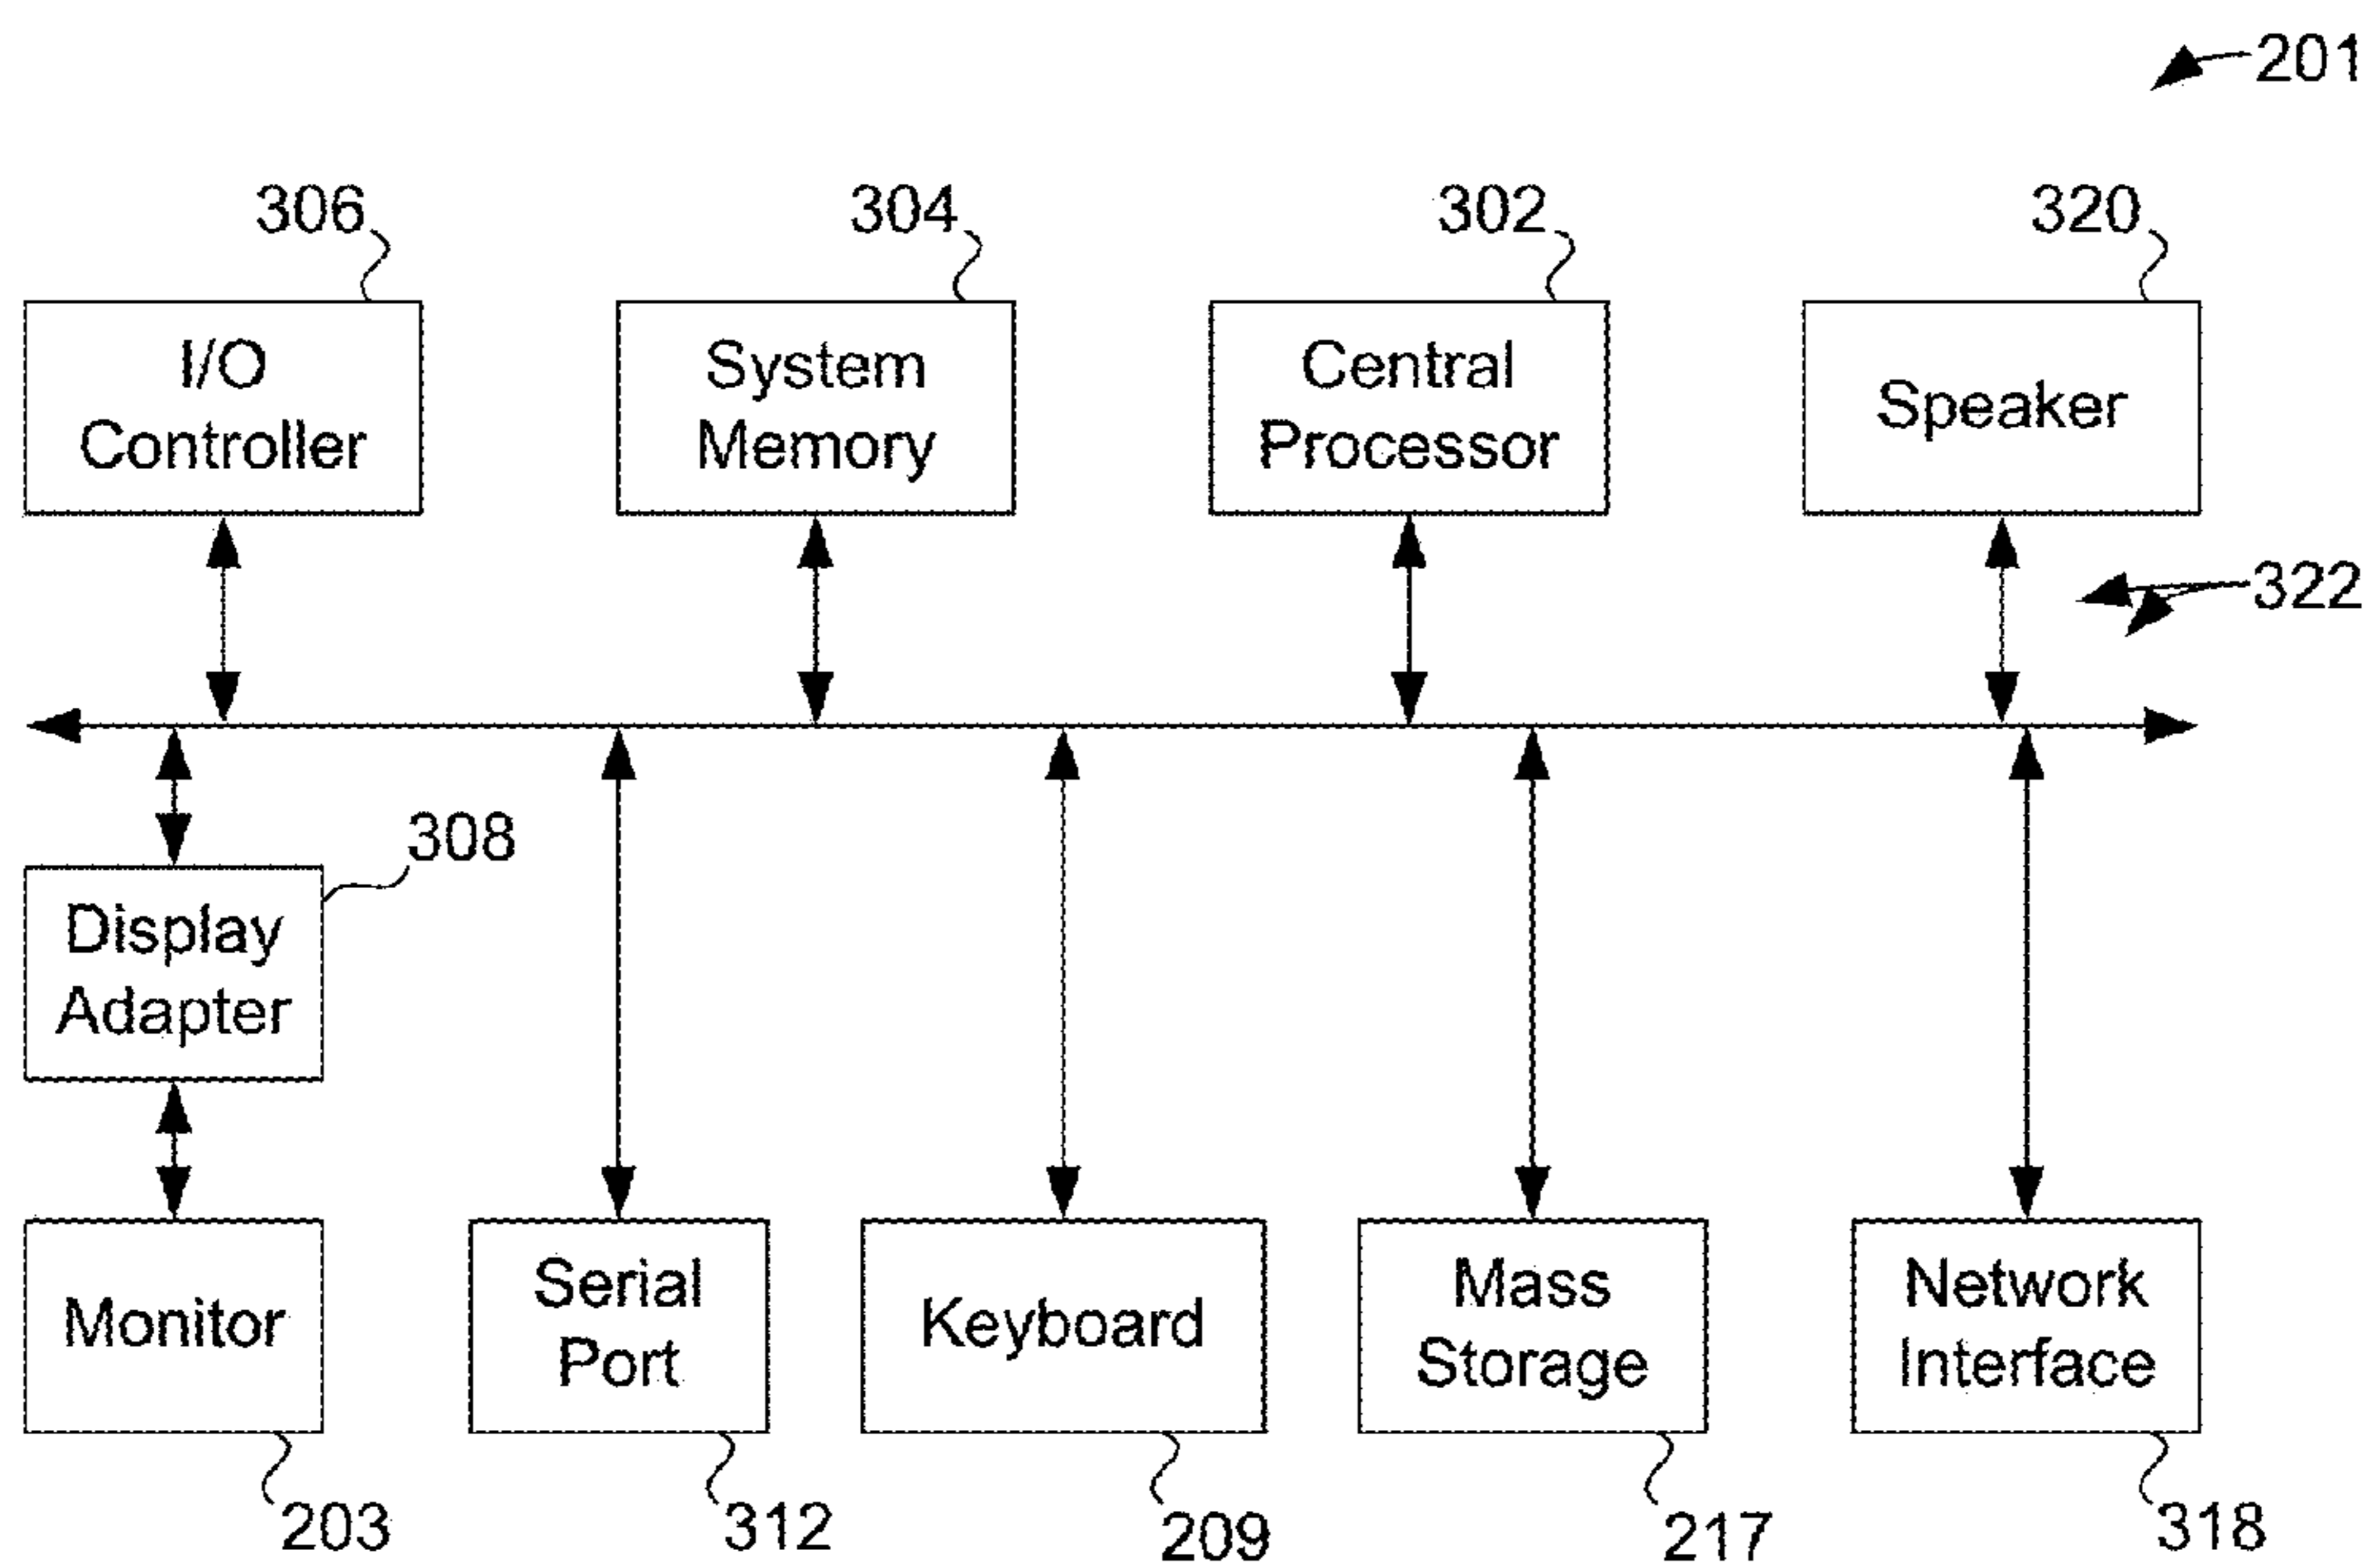 201
306
304
302
320
I/O
Controller
System
Memory
Central
Processor
Speaker
322
308
Display
Adapter
Monitor
Serial
Port
Keyboard
Mass
Storage
Network
Interface
203
312
209
217
318